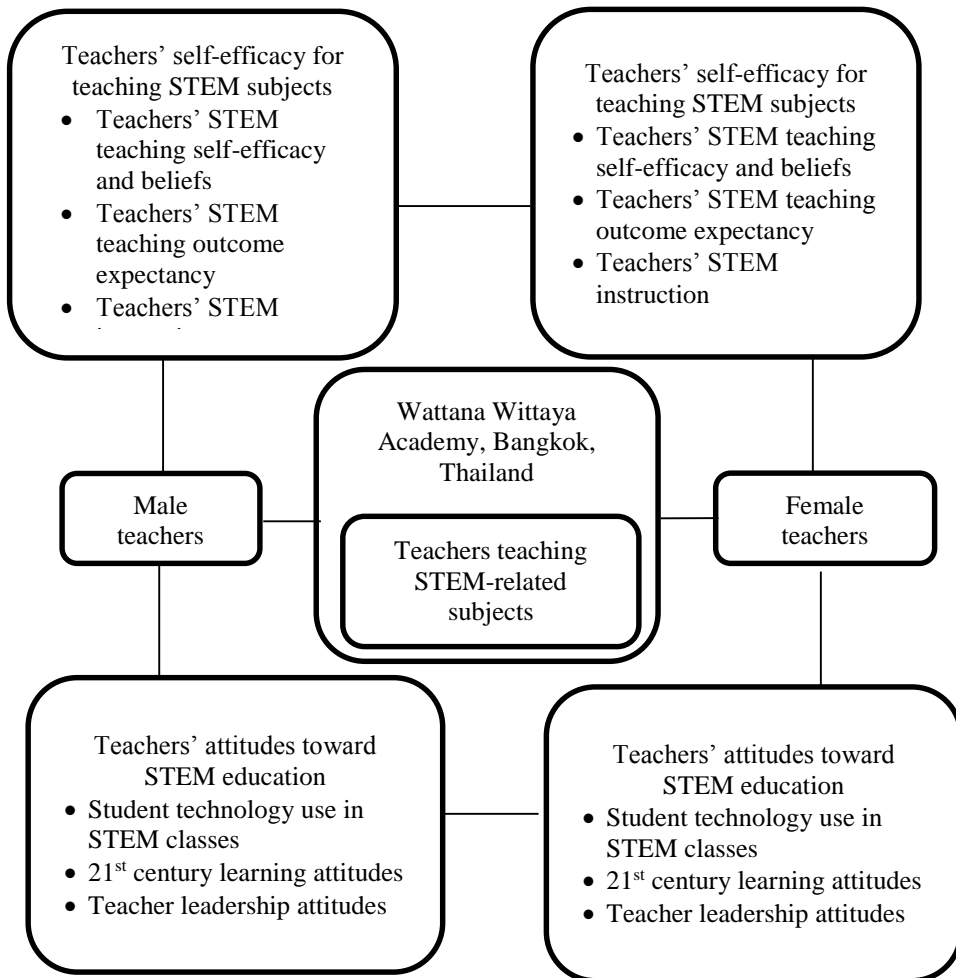 Teachers’ self-efficacy for
teaching STEM subjects
• Teachers’ STEM
teaching self-efficacy
and beliefs
• Teachers’ STEM
teaching outcome
expectancy
• Teachers’ STEM
Teachers’ self-efficacy for
teaching STEM subjects
• Teachers’ STEM teaching
self-efficacy and beliefs
• Teachers’ STEM teaching
outcome expectancy
• Teachers’ STEM
instruction
Wattana Wittaya
Academy, Bangkok,
Thailand
Male
teachers
Teachers teaching
STEM-related
subjects
Female
teachers
Teachers’ attitudes toward
STEM education
• Student technology use in
STEM classes
• 21st century learning attitudes
• Teacher leadership attitudes
Teachers’ attitudes toward
STEM education
• Student technology use in
STEM classes
• 21st century learning attitudes
• Teacher leadership attitudes